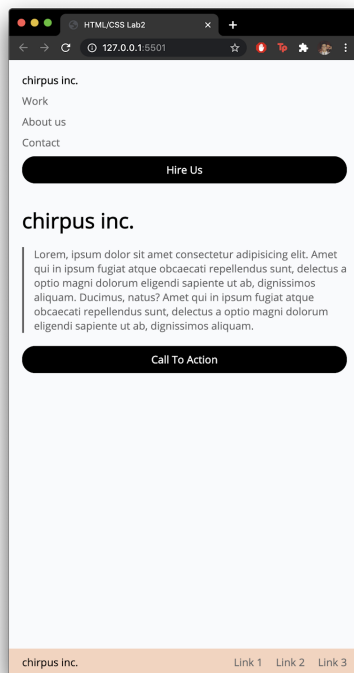 HTML/CSS Lab2
127.0.0.1:5501
Tp
chirpus inc.
Work
About us
Contact
Hire Us
chirpus inc.
Lorem, ipsum dolor sit amet consectetur adipisicing elit. Amet
qui in ipsum fugiat atque obcaecati repellendus sunt, delectus a
optio magni dolorum eligendi sapiente ut ab, dignissimos
aliquam. Ducimus, natus? Amet qui in ipsum fugiat atque
obcaecati repellendus sunt, delectus a optio magni dolorum
eligendi sapiente ut ab, dignissimos aliquam.
Call To Action
chirpus inc. Link 1 Link 2 Link 3